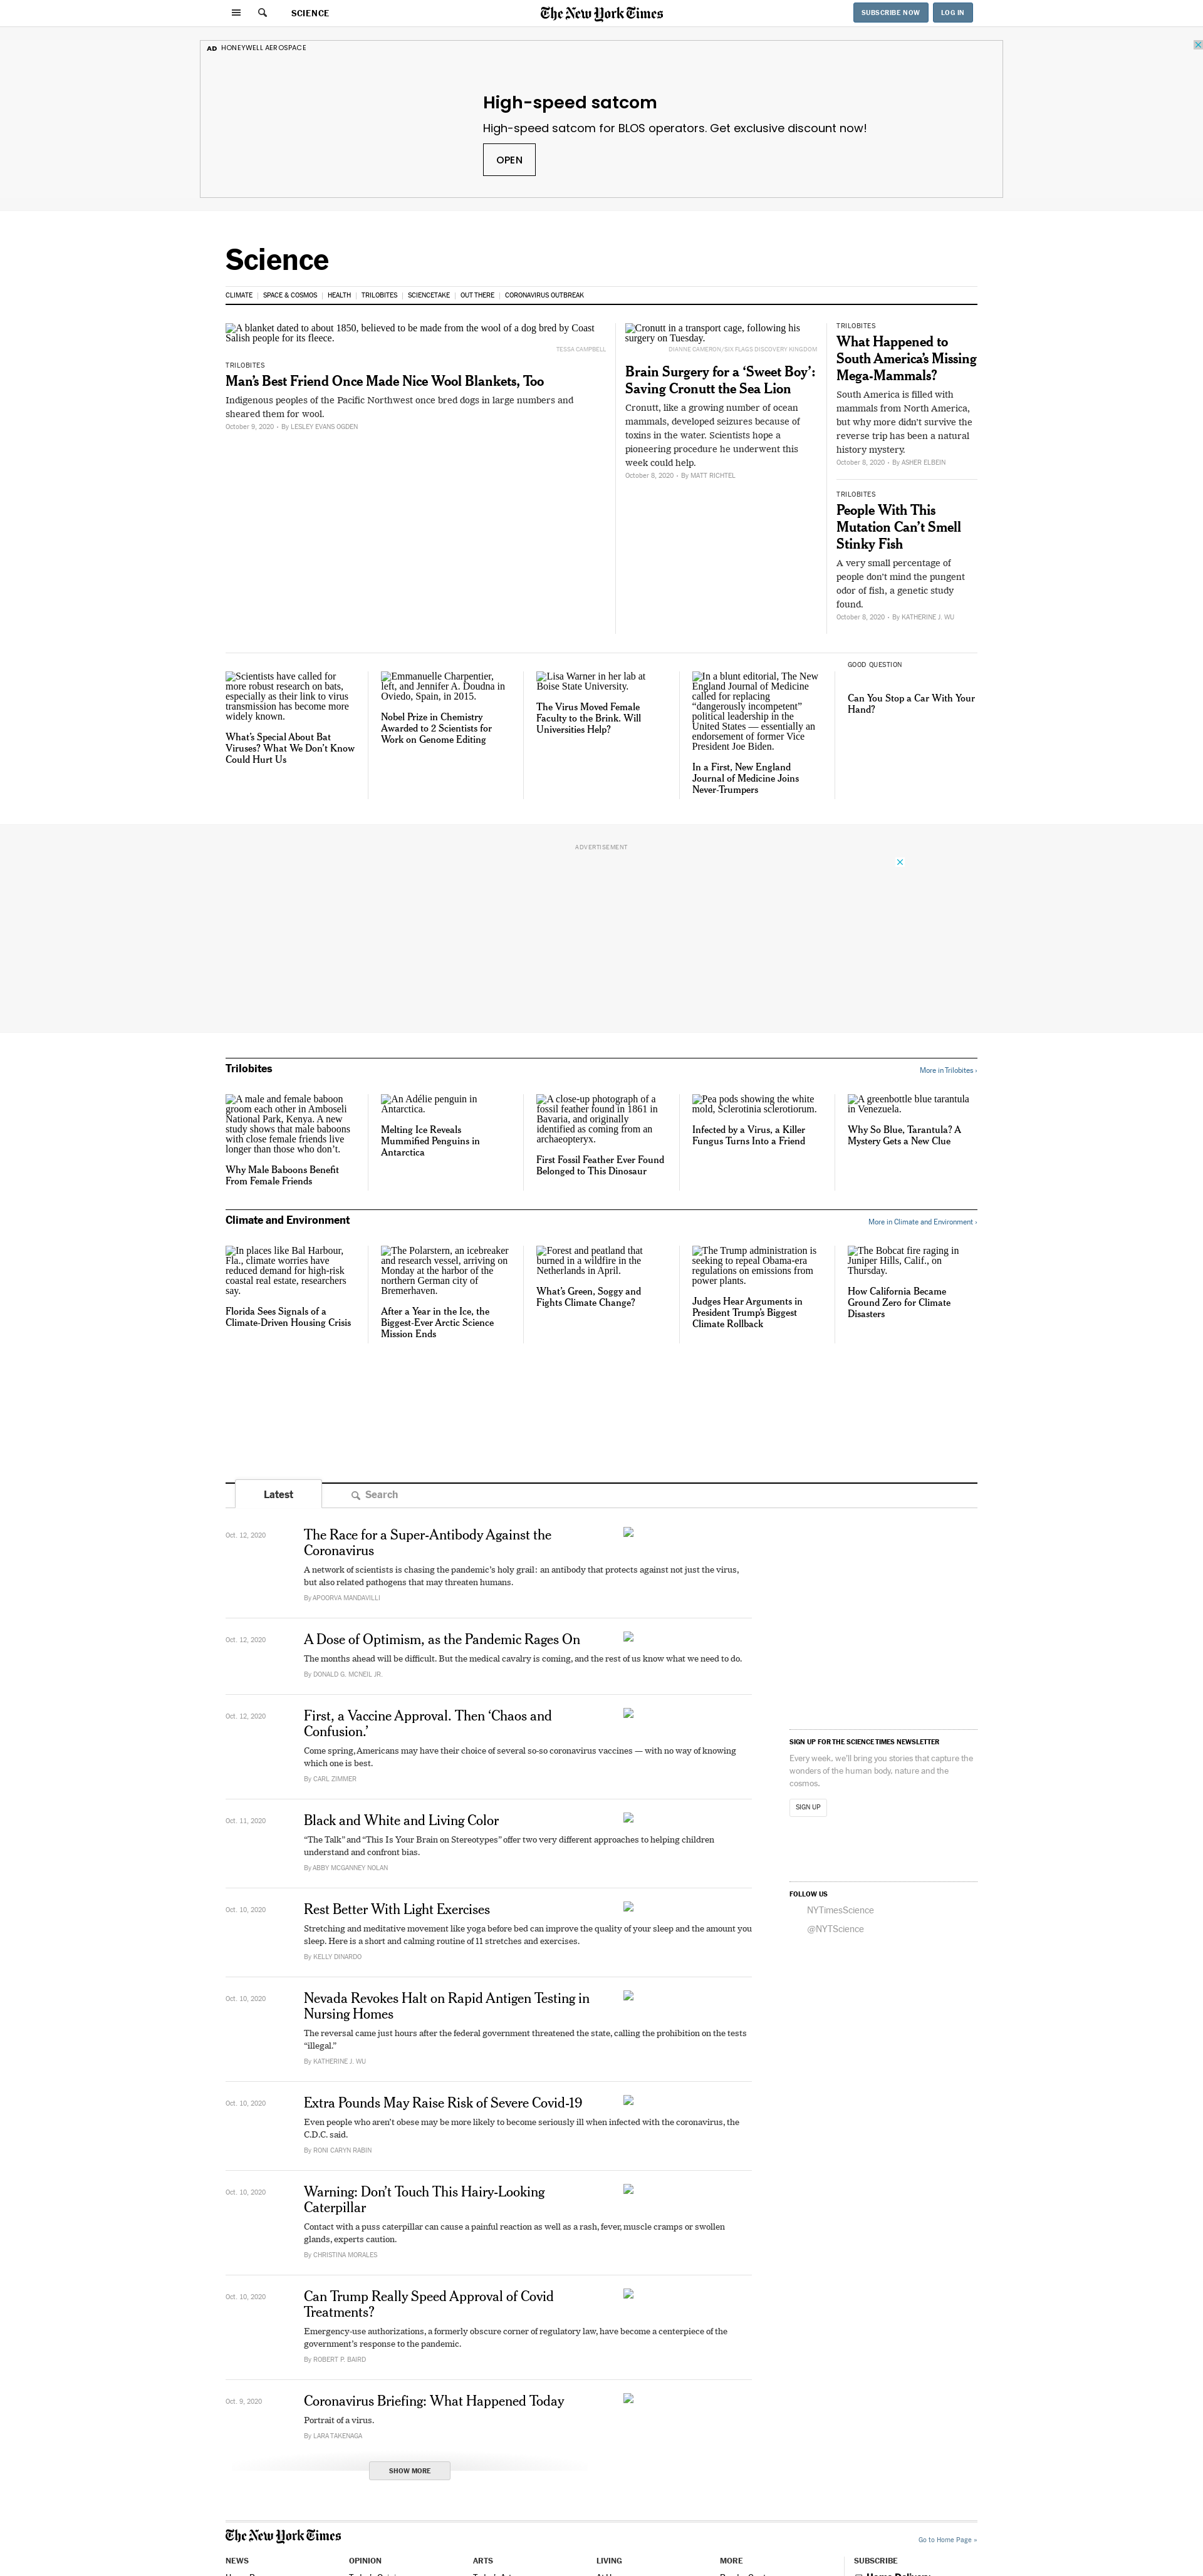 SCIENCE
The New York Times
SUBSCRIBE NOW
LOG IN
AD HONEYWELL AEROSPACE
High-speed satcom
High-speed satcom for BLOS operators. Get exclusive discount now!
OPEN
Science
CLIMATE | SPACE & COSMOS | HEALTH | TRILOBITES | SCIENCETAKE | OUT THERE | CORONAVIRUS OUTBREAK
A blanket dated to about 1850, believed to be made from the wool of a dog bred by Coast
Salish people for its fleece.
TESSA CAMPBELL
TRILOBITES
Man’s Best Friend Once Made Nice Wool Blankets, Too
Indigenous peoples of the Pacific Northwest once bred dogs in large numbers and
sheared them for wool.
October 9, 2020 • By LESLEY EVANS OGDEN
Cronutt in a transport cage, following his
surgery on Tuesday.
DIANNE CAMERON/SIX FLAGS DISCOVERY KINGDOM
Brain Surgery for a ‘Sweet Boy’:
Saving Cronutt the Sea Lion
Cronutt, like a growing number of ocean
mammals, developed seizures because of
toxins in the water. Scientists hope a
pioneering procedure he underwent this
week could help.
October 8, 2020 • By MATT RICHTEL
TRILOBITES
What Happened to
South America’s Missing
Mega-Mammals?
South America is filled with
mammals from North America,
but why more didn’t survive the
reverse trip has been a natural
history mystery.
October 8, 2020 • By ASHER ELBEIN
TRILOBITES
People With This
Mutation Can’t Smell
Stinky Fish
A very small percentage of
people don’t mind the pungent
odor of fish, a genetic study
found.
October 8, 2020 • By KATHERINE J. WU
Scientists have called for
more robust research on bats,
especially as their link to virus
transmission has become more
widely known.
What’s Special About Bat
Viruses? What We Don’t Know
Could Hurt Us
Emmanuelle Charpentier,
left, and Jennifer A. Doudna in
Oviedo, Spain, in 2015.
Nobel Prize in Chemistry
Awarded to 2 Scientists for
Work on Genome Editing
Lisa Warner in her lab at
Boise State University.
The Virus Moved Female
Faculty to the Brink. Will
Universities Help?
In a blunt editorial, The New
England Journal of Medicine
called for replacing
“dangerously incompetent”
political leadership in the
United States — essentially an
endorsement of former Vice
President Joe Biden.
In a First, New England
Journal of Medicine Joins
Never-Trumpers
GOOD QUESTION
Can You Stop a Car With Your
Hand?
ADVERTISEMENT
Trilobites
More in Trilobites ›
A male and female baboon
groom each other in Amboseli
National Park, Kenya. A new
study shows that male baboons
with close female friends live
longer than those who don’t.
Why Male Baboons Benefit
From Female Friends
An Adélie penguin in
Antarctica.
Melting Ice Reveals
Mummified Penguins in
Antarctica
A close-up photograph of a
fossil feather found in 1861 in
Bavaria, and originally
identified as coming from an
archaeopteryx.
First Fossil Feather Ever Found
Belonged to This Dinosaur
Pea pods showing the white
mold, Sclerotinia sclerotiorum.
Infected by a Virus, a Killer
Fungus Turns Into a Friend
A greenbottle blue tarantula
in Venezuela.
Why So Blue, Tarantula? A
Mystery Gets a New Clue
Climate and Environment
More in Climate and Environment ›
In places like Bal Harbour,
Fla., climate worries have
reduced demand for high-risk
coastal real estate, researchers
say.
Florida Sees Signals of a
Climate-Driven Housing Crisis
The Polarstern, an icebreaker
and research vessel, arriving on
Monday at the harbor of the
northern German city of
Bremerhaven.
After a Year in the Ice, the
Biggest-Ever Arctic Science
Mission Ends
Forest and peatland that
burned in a wildfire in the
Netherlands in April.
What’s Green, Soggy and
Fights Climate Change?
The Trump administration is
seeking to repeal Obama-era
regulations on emissions from
power plants.
Judges Hear Arguments in
President Trump’s Biggest
Climate Rollback
The Bobcat fire raging in
Juniper Hills, Calif., on
Thursday.
How California Became
Ground Zero for Climate
Disasters
Latest
Search
Oct. 12, 2020
The Race for a Super-Antibody Against the
Coronavirus
A network of scientists is chasing the pandemic’s holy grail: an antibody that protects against not just the virus,
but also related pathogens that may threaten humans.
By APOORVA MANDAVILLI
Oct. 12, 2020
A Dose of Optimism, as the Pandemic Rages On
The months ahead will be difficult. But the medical cavalry is coming, and the rest of us know what we need to do.
By DONALD G. MCNEIL JR.
Oct. 12, 2020
First, a Vaccine Approval. Then ‘Chaos and
Confusion.’
Come spring, Americans may have their choice of several so-so coronavirus vaccines — with no way of knowing
which one is best.
By CARL ZIMMER
Oct. 11, 2020
Black and White and Living Color
“The Talk” and “This Is Your Brain on Stereotypes” offer two very different approaches to helping children
understand and confront bias.
By ABBY MCGANNEY NOLAN
Oct. 10, 2020
Rest Better With Light Exercises
Stretching and meditative movement like yoga before bed can improve the quality of your sleep and the amount you
sleep. Here is a short and calming routine of 11 stretches and exercises.
By KELLY DINARDO
Oct. 10, 2020
Nevada Revokes Halt on Rapid Antigen Testing in
Nursing Homes
The reversal came just hours after the federal government threatened the state, calling the prohibition on the tests
“illegal.”
By KATHERINE J. WU
Oct. 10, 2020
Extra Pounds May Raise Risk of Severe Covid-19
Even people who aren’t obese may be more likely to become seriously ill when infected with the coronavirus, the
C.D.C. said.
By RONI CARYN RABIN
Oct. 10, 2020
Warning: Don’t Touch This Hairy-Looking
Caterpillar
Contact with a puss caterpillar can cause a painful reaction as well as a rash, fever, muscle cramps or swollen
glands, experts caution.
By CHRISTINA MORALES
Oct. 10, 2020
Can Trump Really Speed Approval of Covid
Treatments?
Emergency-use authorizations, a formerly obscure corner of regulatory law, have become a centerpiece of the
government’s response to the pandemic.
By ROBERT P. BAIRD
Oct. 9, 2020
Coronavirus Briefing: What Happened Today
Portrait of a virus.
By LARA TAKENAGA
SHOW MORE
SIGN UP FOR THE SCIENCE TIMES NEWSLETTER
Every week, we’ll bring you stories that capture the
wonders of the human body, nature and the
cosmos.
SIGN UP
FOLLOW US
NYTimesScience
@NYTScience
The New York Times
Go to Home Page »
NEWS
OPINION
ARTS
LIVING
MORE
SUBSCRIBE